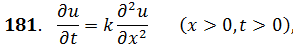 181. ∂u/∂t = k ∂²u/∂x² (x > 0, t > 0),